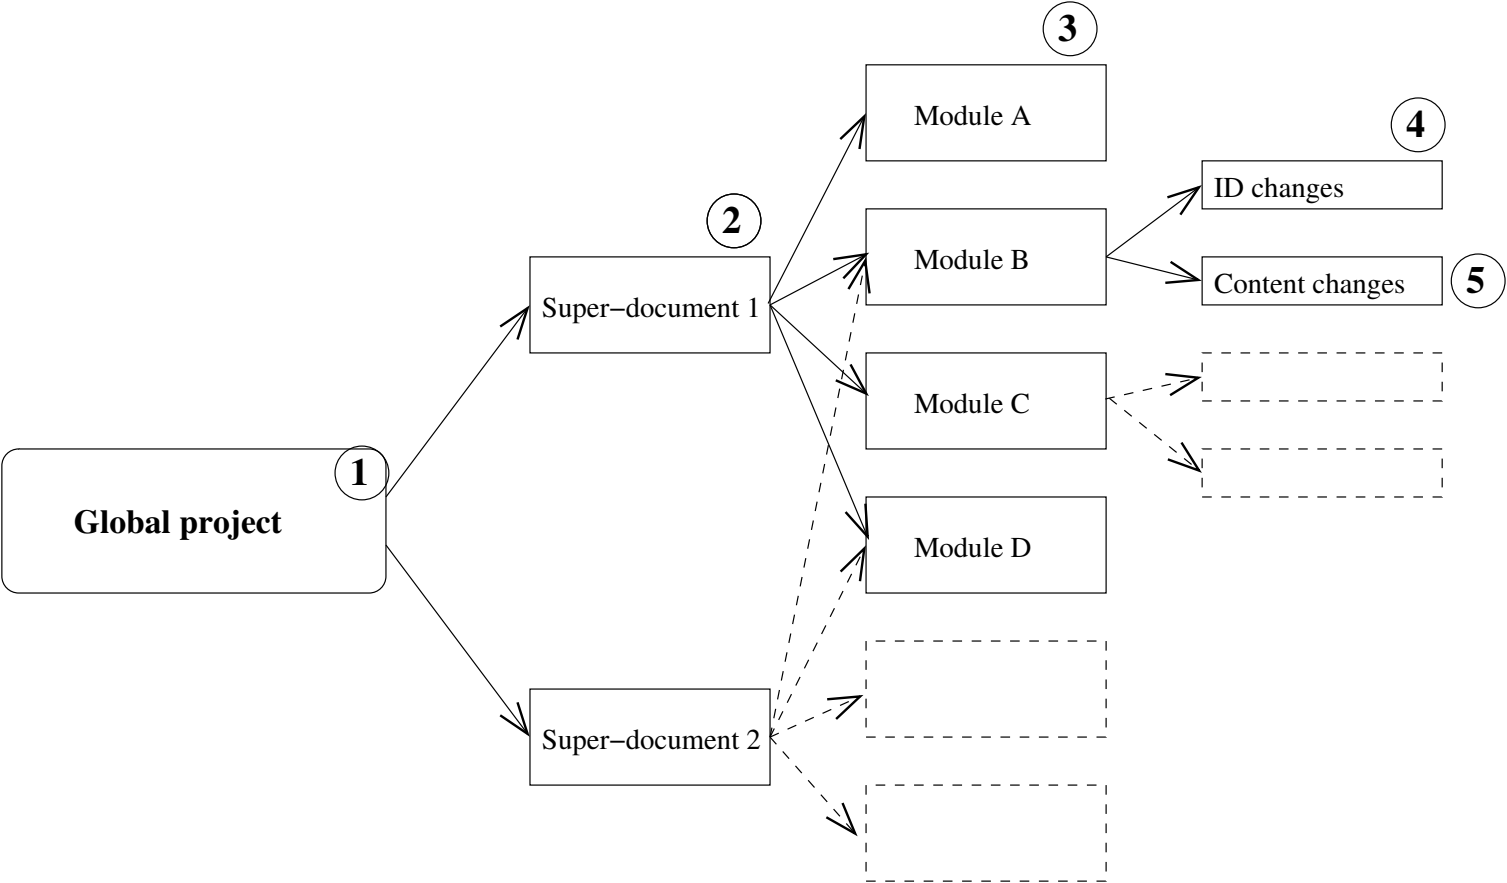 3
Module A
4
ID changes
2
Module B
Content changes
5
Super−document 1
Module C
1
Global project
Module D
Super−document 2